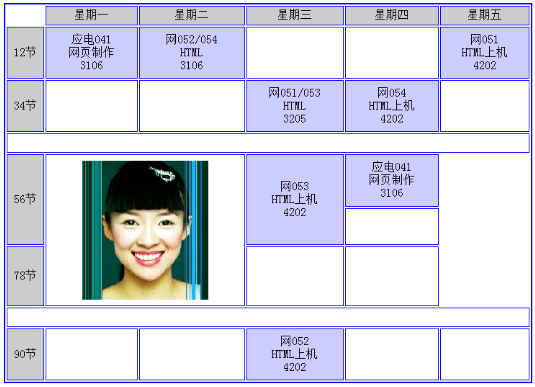 星期一 星期二 星期三 星期四 星期五
12节
应电041
网页制作
3106
网052/054
HTML
3106
网051
HTML上机
4202
34节
网051/053
HTML
3205
网054
HTML上机
4202
56节
网053
HTML上机
4202
应电041
网页制作
3106
78节
90节
网052
HTML上机
4202